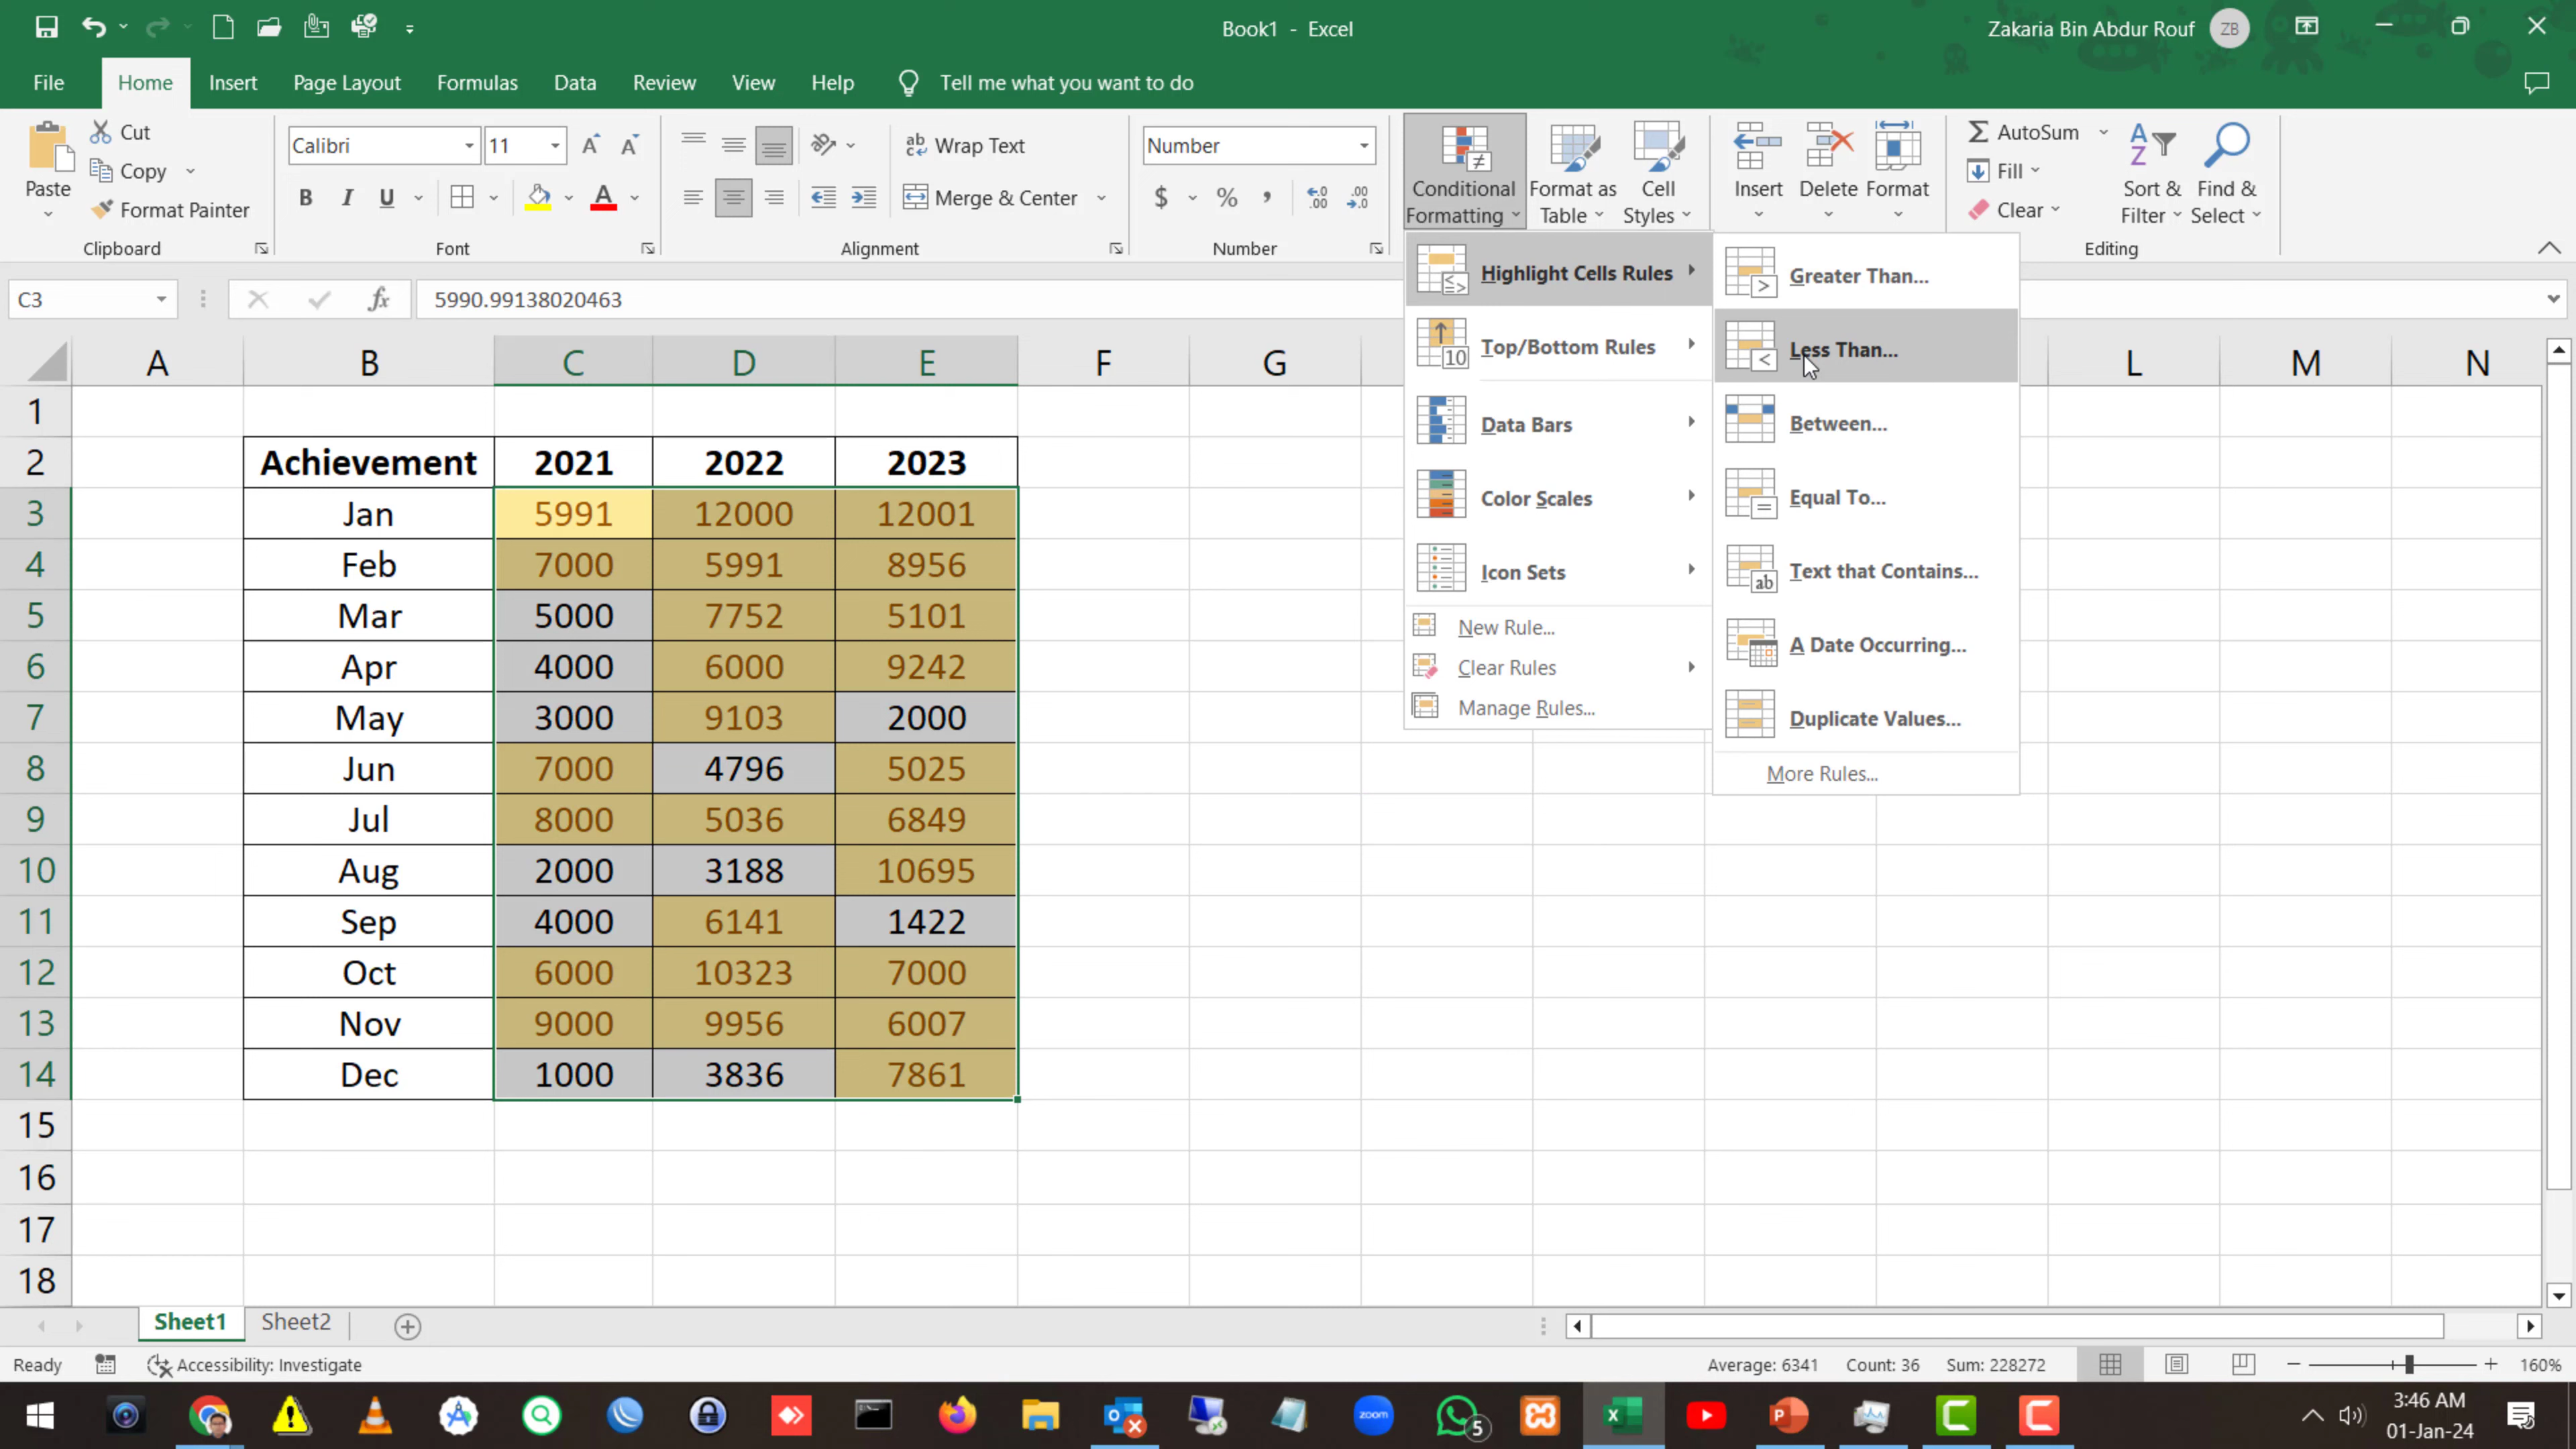 Book1 - Excel
Zakaria Bin Abdur Rouf ZB
File Home Insert Page Layout Formulas Data Review View Help Tell me what you want to do
Paste
Cut
Copy
Format Painter
Clipboard
Calibri 11
B I U
Font
Wrap Text
Merge & Center
Alignment
Number
$ % ,
Number
Conditional Formatting
Format as Table
Cell Styles
Insert
Delete
Format
AutoSum
Fill
Clear
Sort & Filter
Find & Select
Editing
C3 fx 5990.99138020463
Highlight Cells Rules
Top/Bottom Rules
Data Bars
Color Scales
Icon Sets
New Rule...
Clear Rules
Manage Rules...
Greater Than...
Less Than...
Between...
Equal To...
Text that Contains...
A Date Occurring...
Duplicate Values...
More Rules...
A B C D E F G L M N
1
2 Achievement 2021 2022 2023
3 Jan 5991 12000 12001
4 Feb 7000 5991 8956
5 Mar 5000 7752 5101
6 Apr 4000 6000 9242
7 May 3000 9103 2000
8 Jun 7000 4796 5025
9 Jul 8000 5036 6849
10 Aug 2000 3188 10695
11 Sep 4000 6141 1422
12 Oct 6000 10323 7000
13 Nov 9000 9956 6007
14 Dec 1000 3836 7861
15
16
17
18
Sheet1 Sheet2
Ready Accessibility: Investigate Average: 6341 Count: 36 Sum: 228272 160%
zoom 5
3:46 AM
01-Jan-24